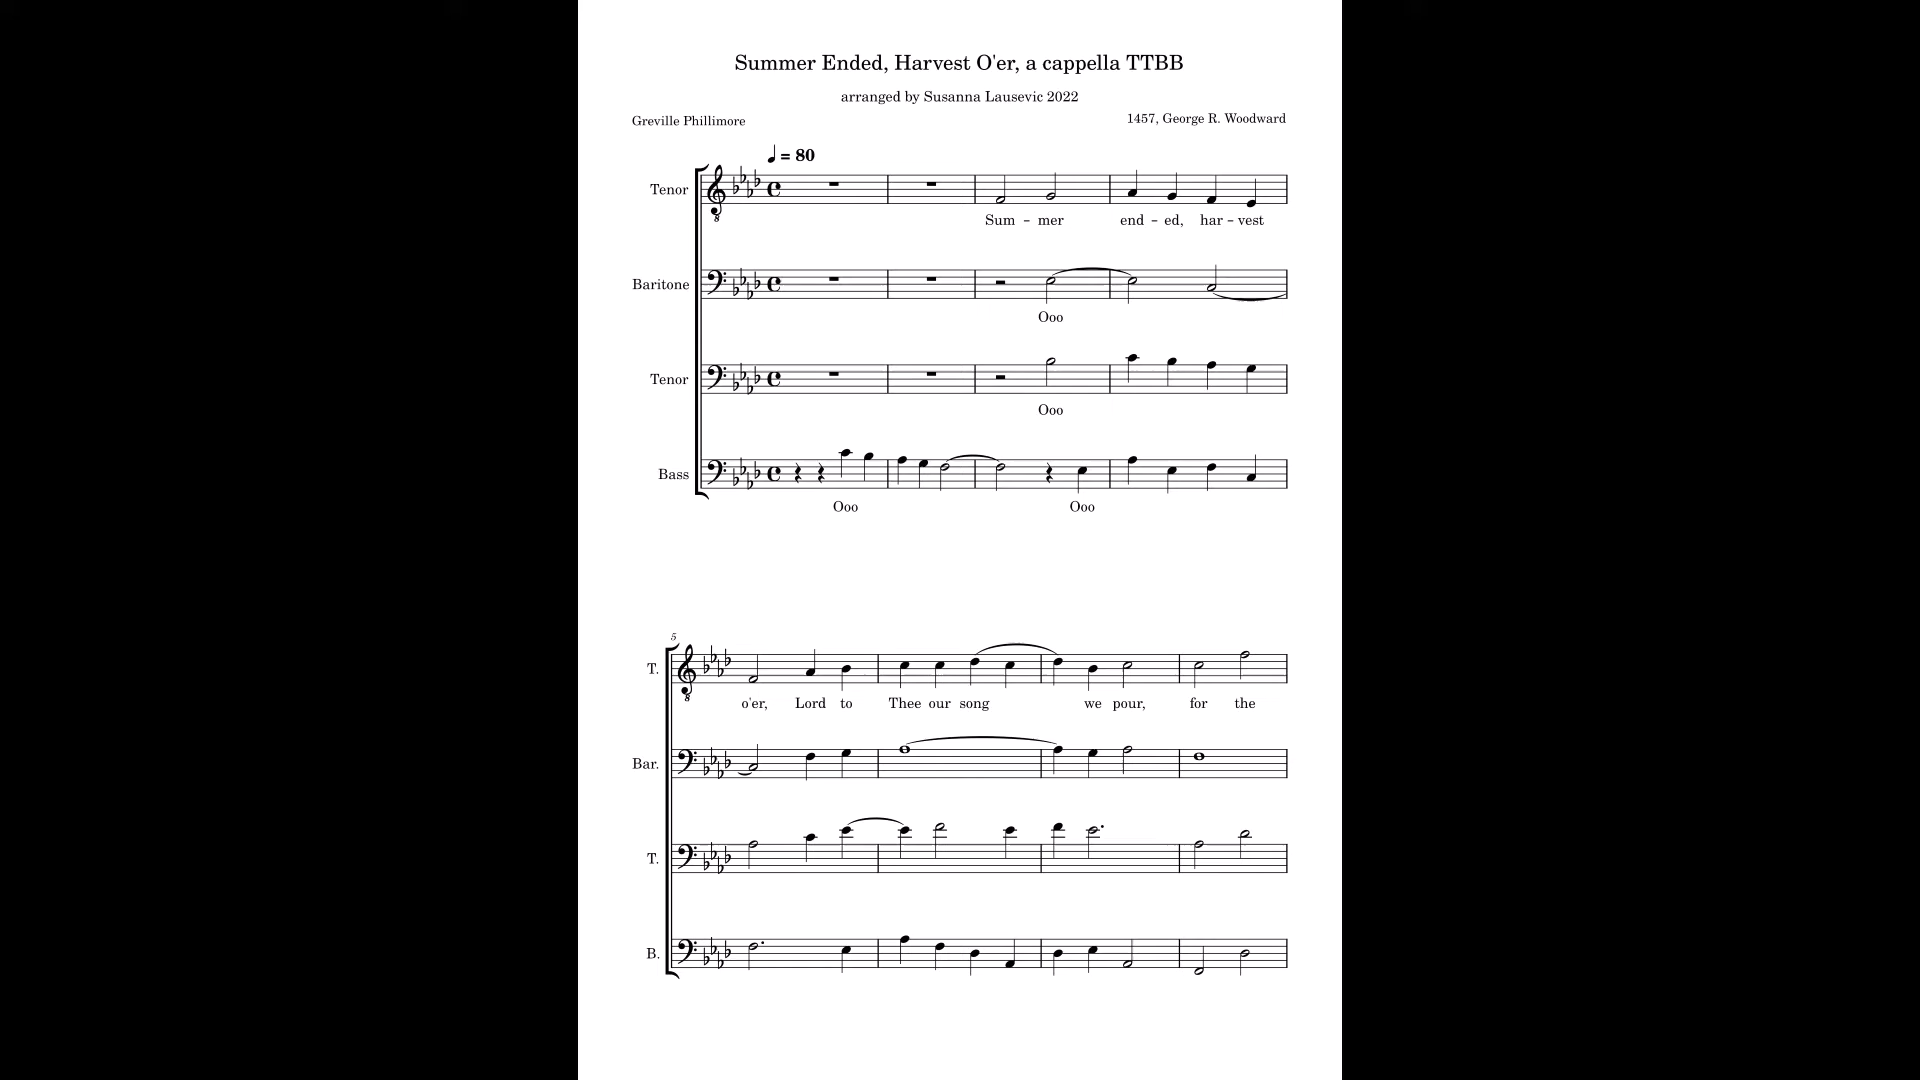 Summer Ended, Harvest O'er, a cappella TTBB
arranged by Susanna Lausevic 2022
Greville Phillimore
1457, George R. Woodward
= 80
Tenor
Sum - mer end - ed, har - vest
Baritone
Ooo
Tenor
Ooo
Bass
Ooo Ooo
5
T.
o'er, Lord to Thee our song we pour, for the
Bar.
T.
B.